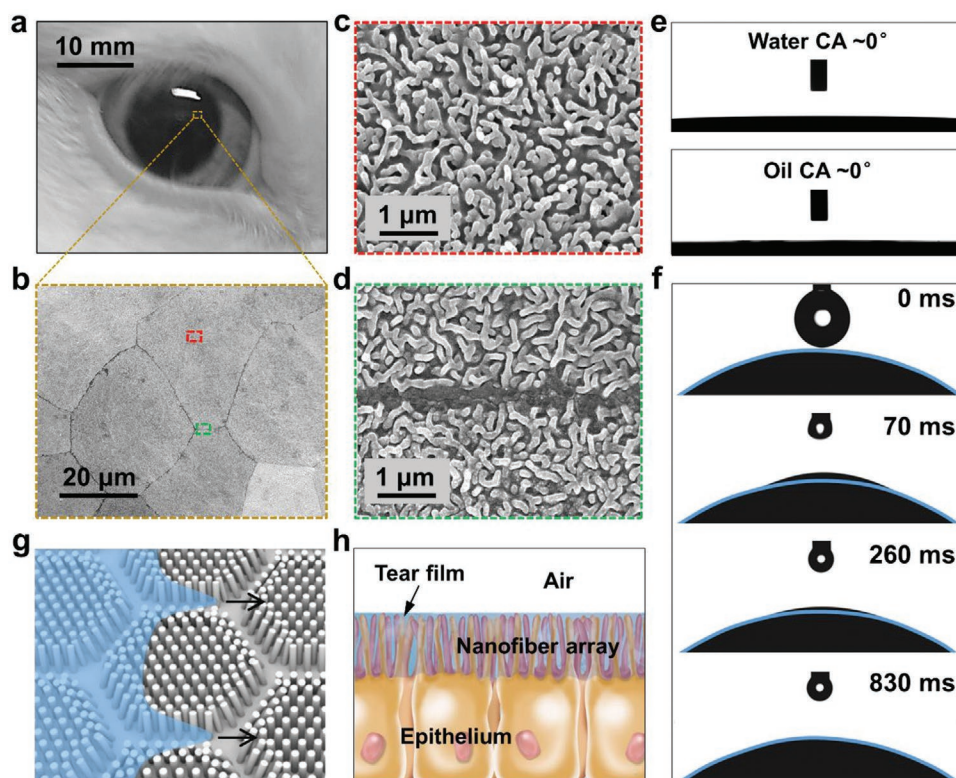 a
10 mm
b
20 µm
c
1 µm
d
1 µm
e
Water CA ~0°
Oil CA ~0°
f
0 ms
70 ms
260 ms
830 ms
g
h
Tear film
Air
Nanofiber array
Epithelium